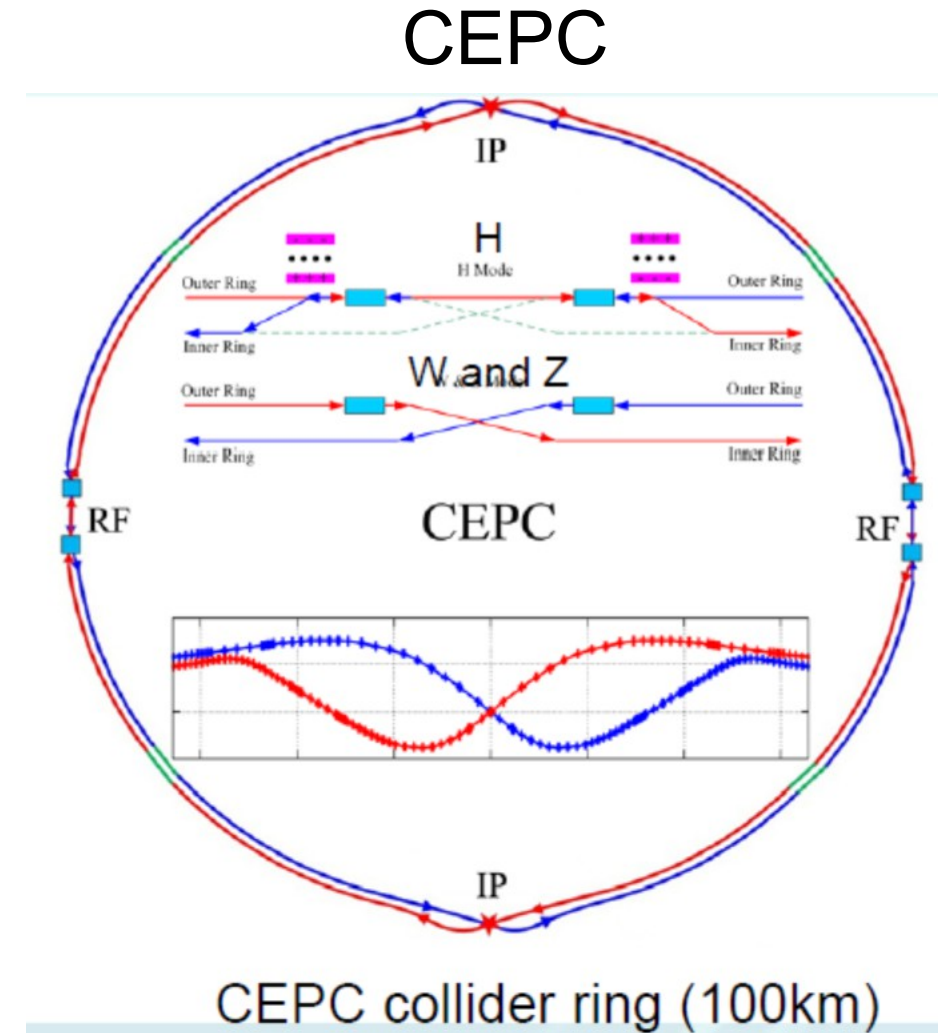 CEPC
IP
H
H Mode
Outer Ring
Outer Ring
Inner Ring
Inner Ring
W and Z
Outer Ring
Outer Ring
Inner Ring
Inner Ring
RF
CEPC
RF
IP
CEPC collider ring (100km)